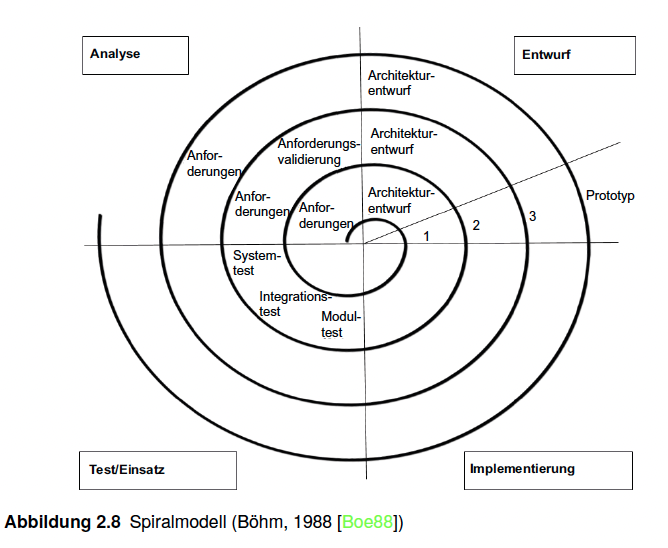 Analyse
Entwurf
Architektur-
entwurf
Anforderungs-
validierung
Architektur-
entwurf
Anfor-
derungen
Anfor-
derungen
Anfor-
derungen
Architektur-
entwurf
Prototyp
1
2
3
System-
test
Integrations-
test
Modul-
test
Test/Einsatz
Implementierung
Abbildung 2.8 Spiralmodell (Böhm, 1988 [Boe88])